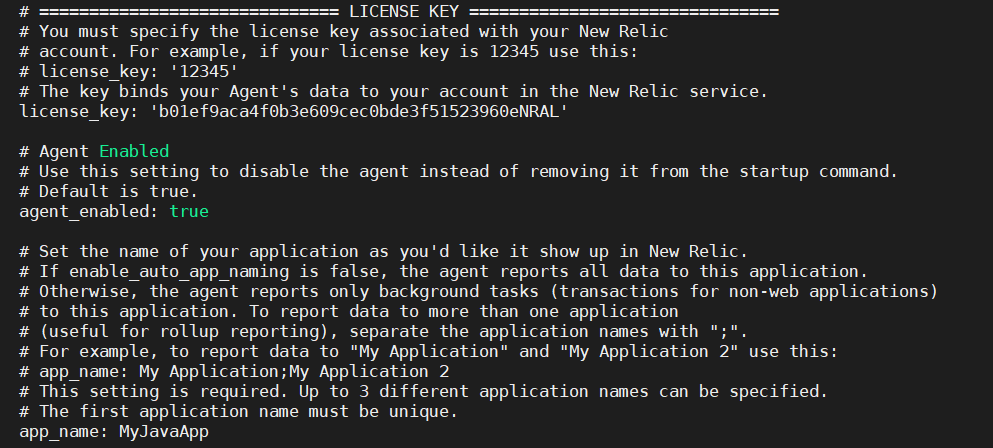 # ============================== LICENSE KEY ===============================
# You must specify the license key associated with your New Relic
# account. For example, if your license key is 12345 use this:
# license_key: '12345'
# The key binds your Agent's data to your account in the New Relic service.
license_key: 'b01ef9aca4f0b3e609cec0bde3f51523960eNRAL'

# Agent Enabled
# Use this setting to disable the agent instead of removing it from the startup command.
# Default is true.
agent_enabled: true

# Set the name of your application as you'd like it show up in New Relic.
# If enable_auto_app_naming is false, the agent reports all data to this application.
# Otherwise, the agent reports only background tasks (transactions for non-web applications)
# to this application. To report data to more than one application
# (useful for rollup reporting), separate the application names with ";".
# For example, to report data to "My Application" and "My Application 2" use this:
# app_name: My Application;My Application 2
# This setting is required. Up to 3 different application names can be specified.
# The first application name must be unique.
app_name: MyJavaApp